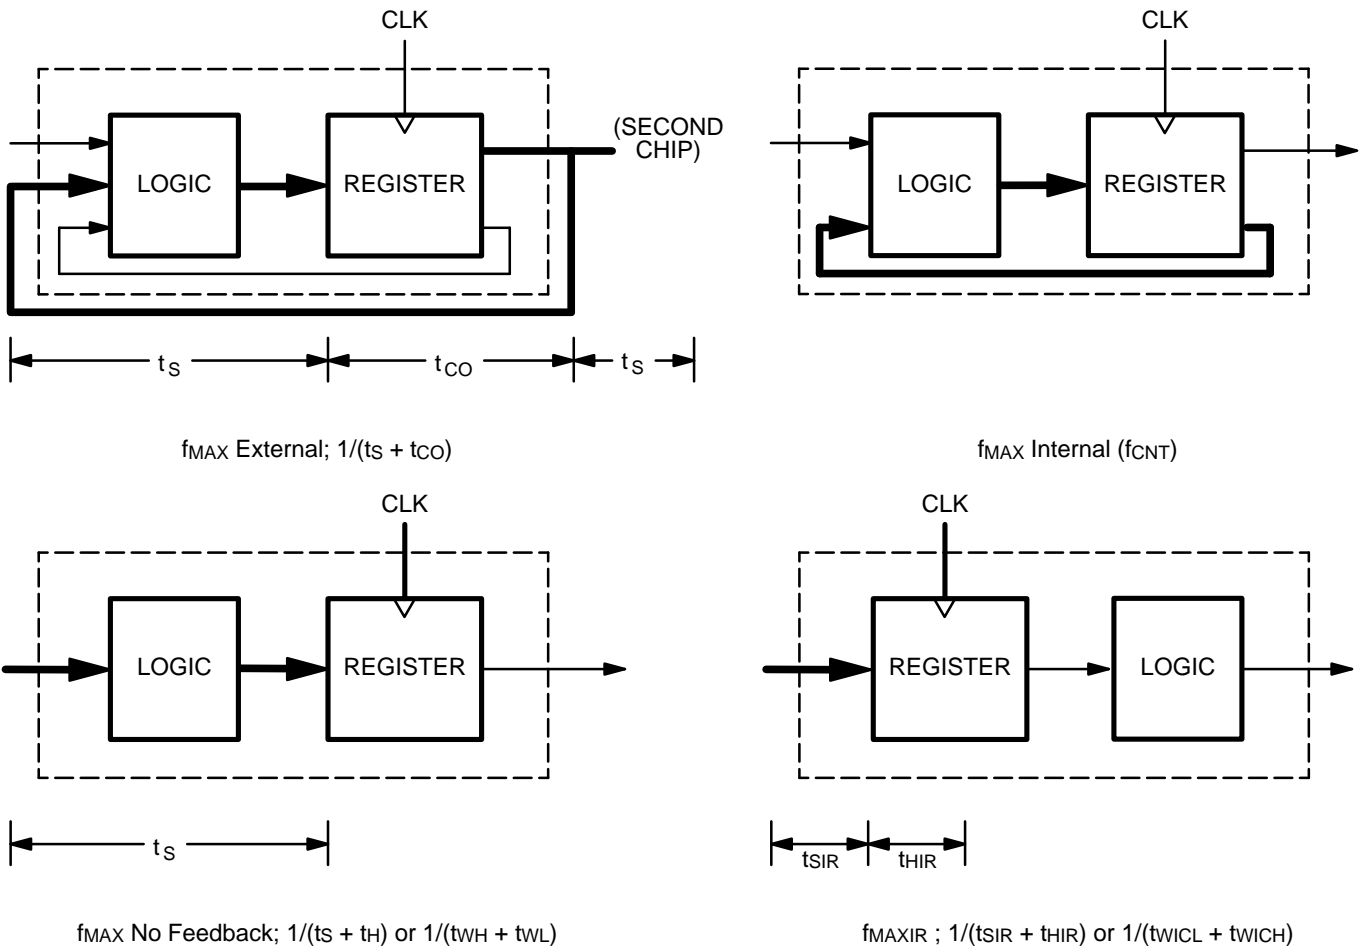 CLK
CLK
(SECOND
CHIP)
LOGIC
REGISTER
LOGIC
REGISTER
tS
tCO
tS
fMAX External; 1/(tS + tCO)
fMAX Internal (fCNT)
CLK
CLK
LOGIC
REGISTER
REGISTER
LOGIC
tS
tSIR
tHIR
fMAX No Feedback; 1/(tS + tH) or 1/(tWH + tWL)
fMAXIR ; 1/(tSIR + tHIR) or 1/(tWICL + tWICH)